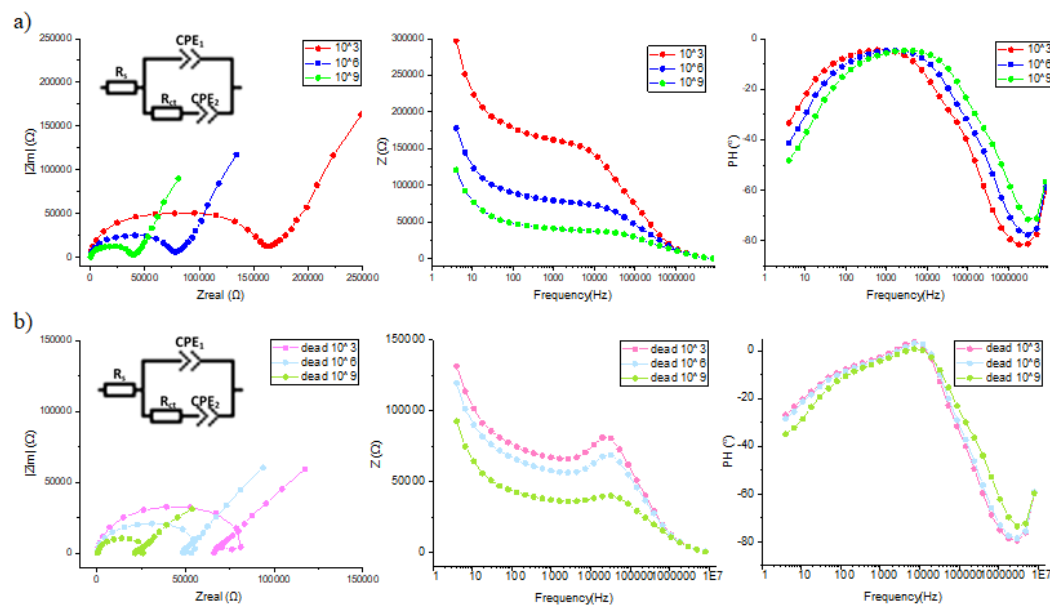 a)
CPE1
Rs
Rct
CPE2
10^3
10^6
10^9
250000
200000
150000
100000
50000
0
|ZIm| (Ω)
0
50000
100000
150000
200000
250000
Zreal (Ω)
10^3
10^6
10^9
300000
250000
200000
150000
100000
50000
0
Z (Ω)
1
10
100
1000
10000
100000
1000000
Frequency(Hz)
10^3
10^6
10^9
0
-20
-40
-60
-80
PH (°)
1
10
100
1000
10000
100000
1000000
Frequency(Hz)
b)
CPE1
Rs
Rct
CPE2
dead 10^3
dead 10^6
dead 10^9
150000
100000
50000
0
|ZIm| (Ω)
0
50000
100000
150000
Zreal (Ω)
dead 10^3
dead 10^6
dead 10^9
150000
100000
50000
0
Z (Ω)
1
10
100
1000
10000
100000
1000000
1E7
Frequency(Hz)
dead 10^3
dead 10^6
dead 10^9
0
-20
-40
-60
-80
PH (°)
1
10
100
1000
10000
100000
1000000
1E7
Frequency(Hz)